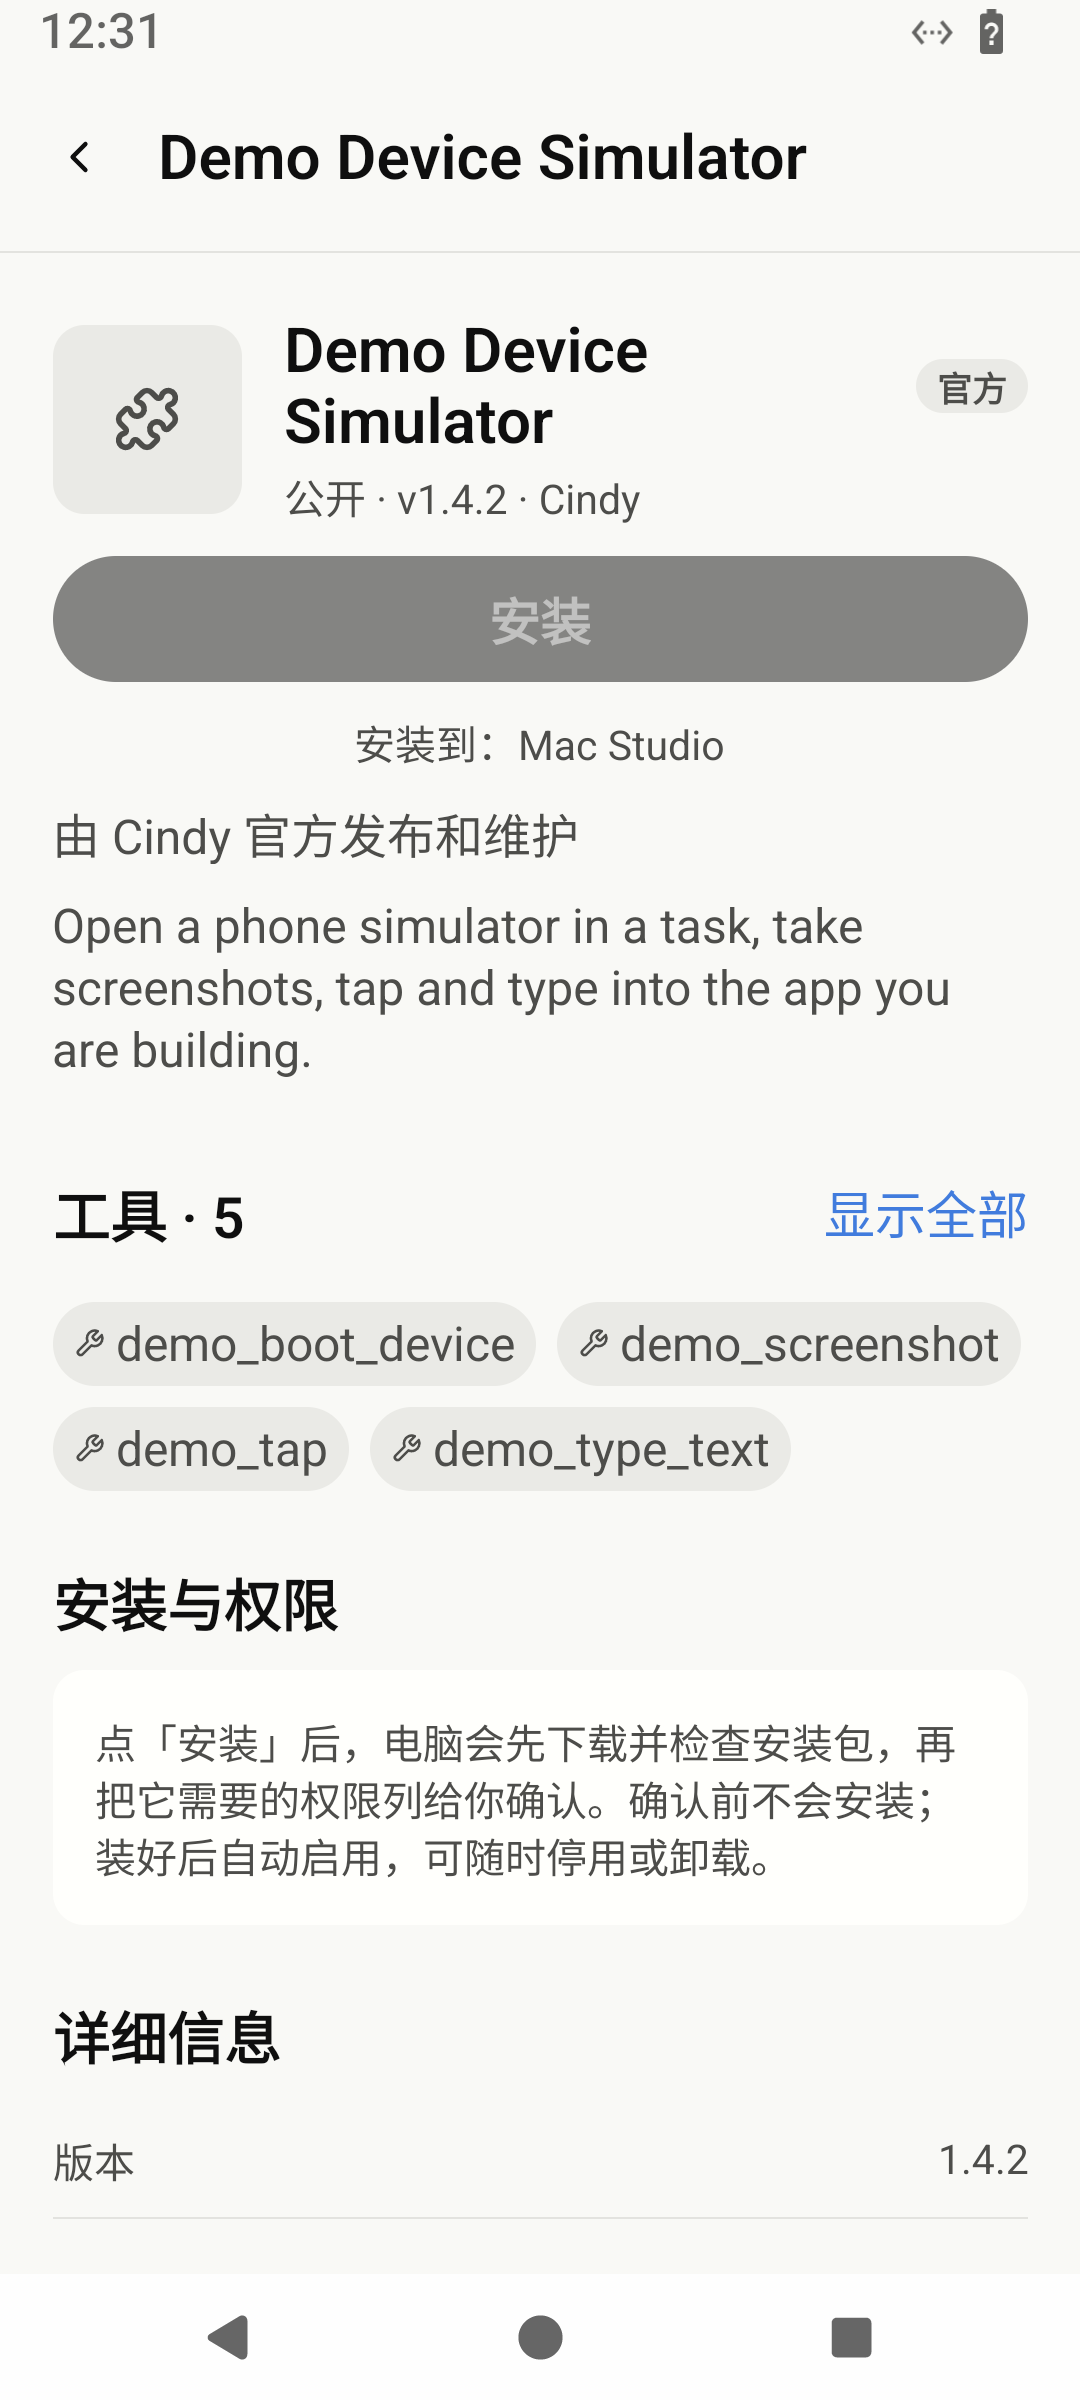 12:31
Demo Device Simulator
Demo Device
Simulator
官方
公开 · v1.4.2 · Cindy
安装
安装到：Mac Studio
由 Cindy 官方发布和维护
Open a phone simulator in a task, take
screenshots, tap and type into the app you
are building.
工具 · 5
显示全部
demo_boot_device
demo_screenshot
demo_tap
demo_type_text
安装与权限
点「安装」后，电脑会先下载并检查安装包，再
把它需要的权限列给你确认。确认前不会安装；
装好后自动启用，可随时停用或卸载。
详细信息
版本
1.4.2